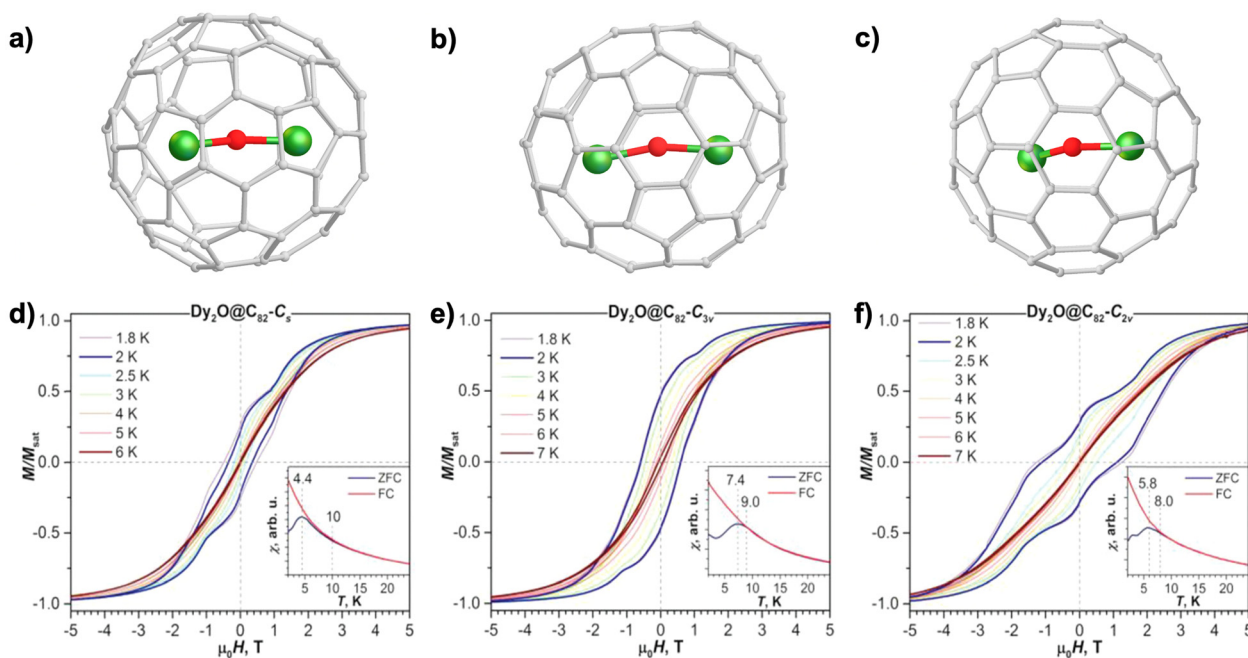 a)
b)
c)
d)
Dy₂O@C₈₂-Cₛ
1.0
0.5
0.0
-0.5
-1.0
M/Mₛₐₜ
1.8 K
2 K
2.5 K
3 K
4 K
5 K
6 K
4.4
10
ZFC
FC
χ, arb. u.
5 10 15 20
T, K
-5 -4 -3 -2 -1 0 1 2 3 4 5
μ₀H, T
e)
Dy₂O@C₈₂-C₃ᵥ
1.0
0.5
0.0
-0.5
-1.0
M/Mₛₐₜ
1.8 K
2 K
3 K
4 K
5 K
6 K
7 K
7.4
9.0
ZFC
FC
χ, arb. u.
5 10 15 20
T, K
-5 -4 -3 -2 -1 0 1 2 3 4 5
μ₀H, T
f)
Dy₂O@C₈₂-C₂ᵥ
1.0
0.5
0.0
-0.5
-1.0
M/Mₛₐₜ
1.8 K
2 K
2.5 K
3 K
4 K
5 K
6 K
7 K
5.8
8.0
ZFC
FC
χ, arb. u.
5 10 15 20
T, K
-5 -4 -3 -2 -1 0 1 2 3 4 5
μ₀H, T